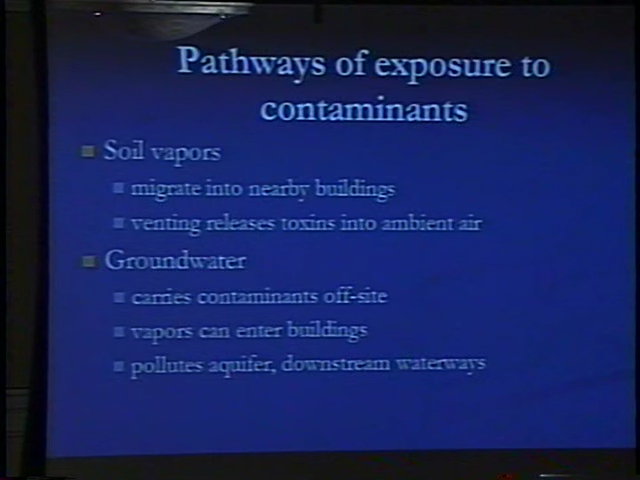 Pathways of exposure to
contaminants
Soil vapors
migrate into nearby buildings
venting releases toxins into ambient air
Groundwater
carries contaminants off-site
vapors can enter buildings
pollutes aquifer, downstream waterways